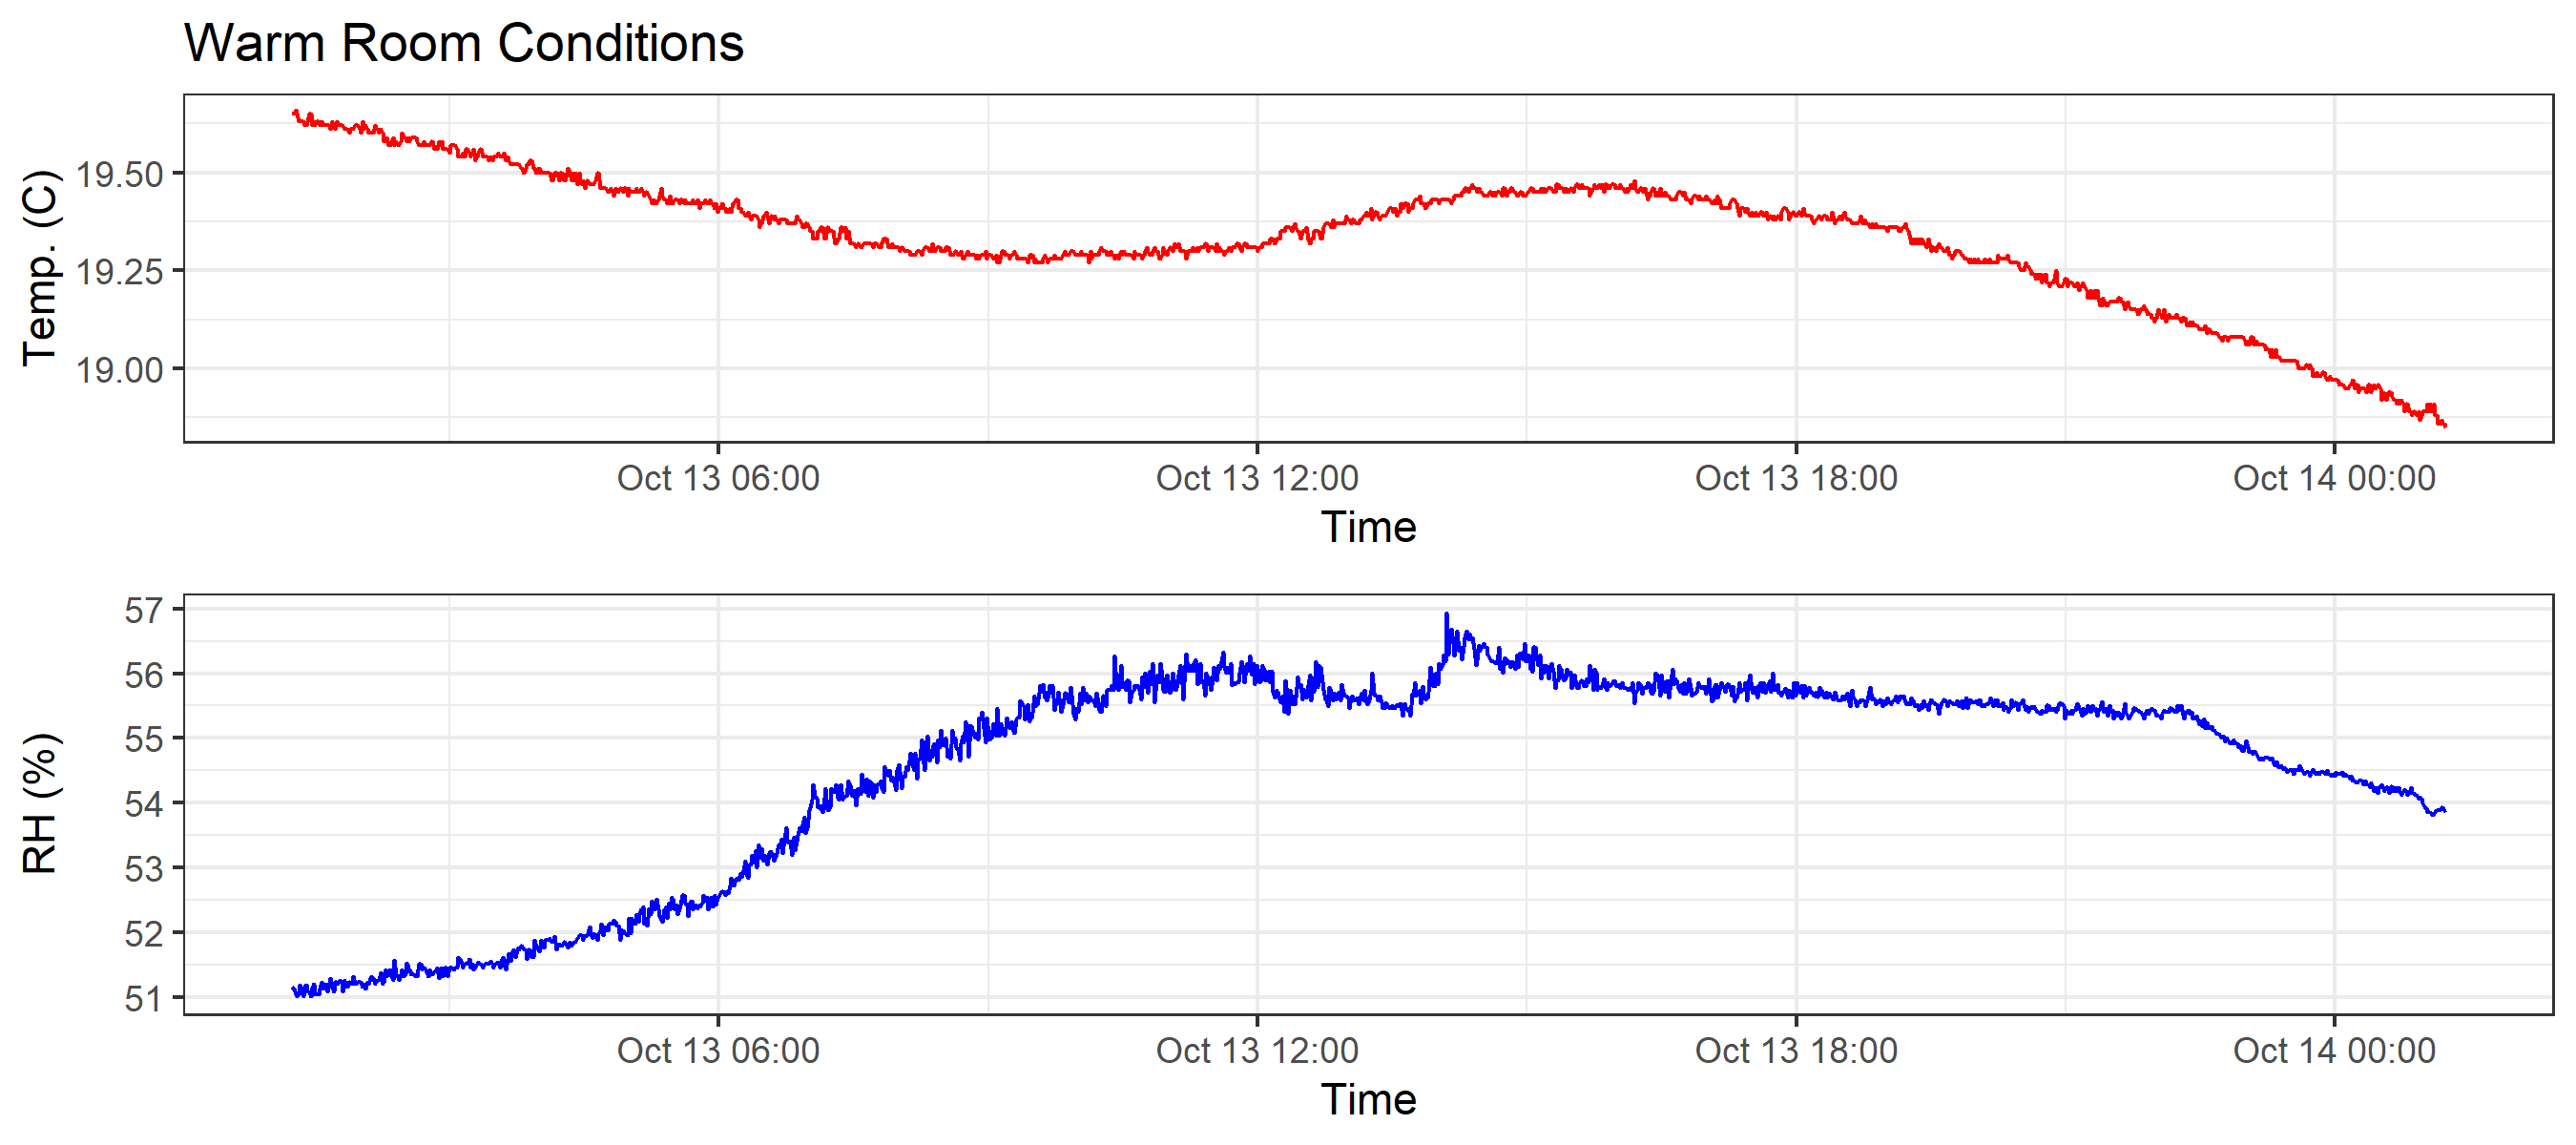 Warm Room Conditions
Temp. (C)
19.50
19.25
19.00
Oct 13 06:00 Oct 13 12:00 Oct 13 18:00 Oct 14 00:00
Time
RH (%)
57
56
55
54
53
52
51
Oct 13 06:00 Oct 13 12:00 Oct 13 18:00 Oct 14 00:00
Time